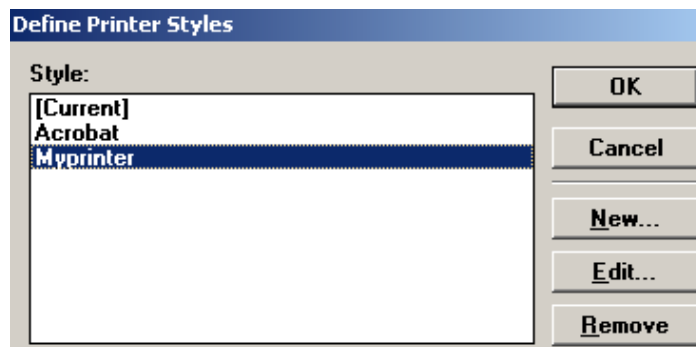 Define Printer Styles
Style:
[Current]
Acrobat
Myprinter
OK
Cancel
New...
Edit...
Remove